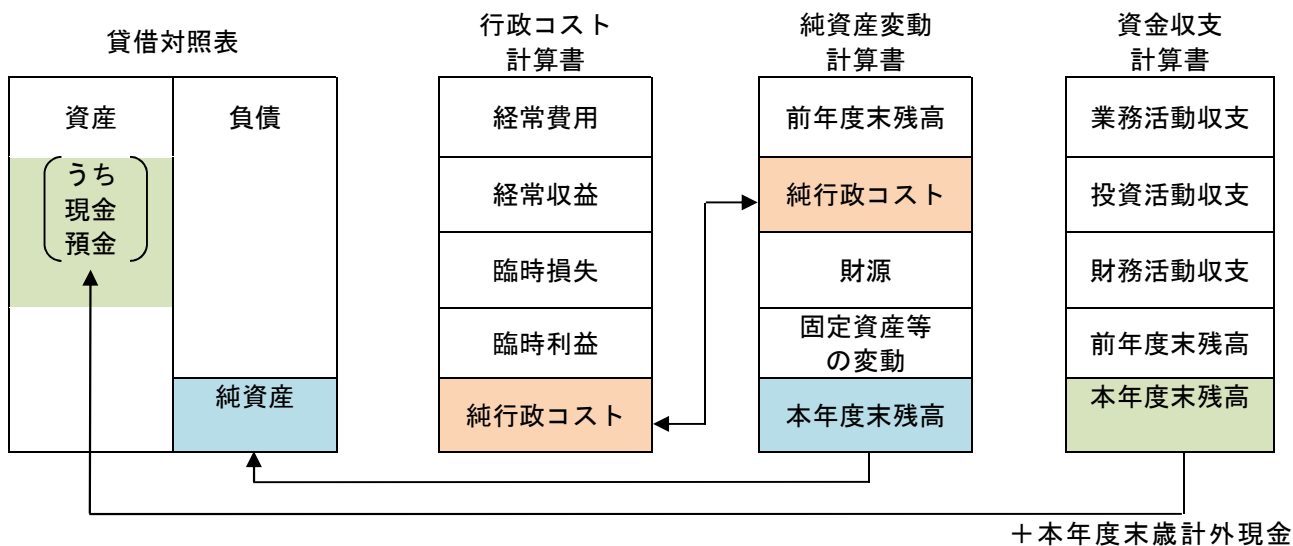 貸借対照表
資産
負債
うち
現金
預金
純資産
行政コスト
計算書
経常費用
経常収益
臨時損失
臨時利益
純行政コスト
純資産変動
計算書
前年度末残高
純行政コスト
財源
固定資産等
の変動
本年度末残高
資金収支
計算書
業務活動収支
投資活動収支
財務活動収支
前年度末残高
本年度末残高
＋本年度末歳計外現金